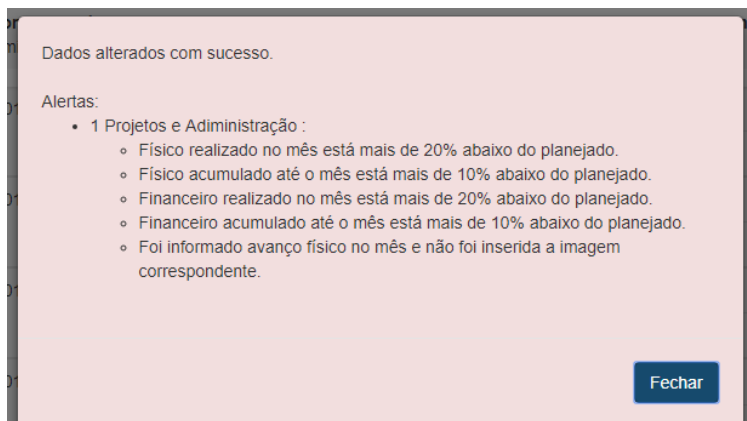 Dados alterados com sucesso.
Alertas:
• 1 Projetos e Adiministração :
◦ Físico realizado no mês está mais de 20% abaixo do planejado.
◦ Físico acumulado até o mês está mais de 10% abaixo do planejado.
◦ Financeiro realizado no mês está mais de 20% abaixo do planejado.
◦ Financeiro acumulado até o mês está mais de 10% abaixo do planejado.
◦ Foi informado avanço físico no mês e não foi inserida a imagem
correspondente.
Fechar